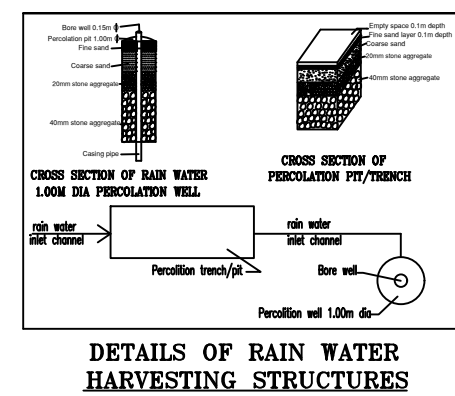 Bore well 0.15m ϕ
Percolation pit 1.00m ϕ
Fine sand
Coarse sand
20mm stone aggregate
40mm stone aggregate
Casing pipe
CROSS SECTION OF RAIN WATER
1.00M DIA PERCOLATION WELL
Empty space 0.1m depth
Fine sand layer 0.1m depth
Coarse sand
20mm stone aggregate
40mm stone aggregate
CROSS SECTION OF
PERCOLATION PIT/TRENCH
rain water
inlet channel
Percolition trench/pit
rain water
inlet channel
Bore well
Percolition well 1.00m dia
DETAILS OF RAIN WATER
HARVESTING STRUCTURES